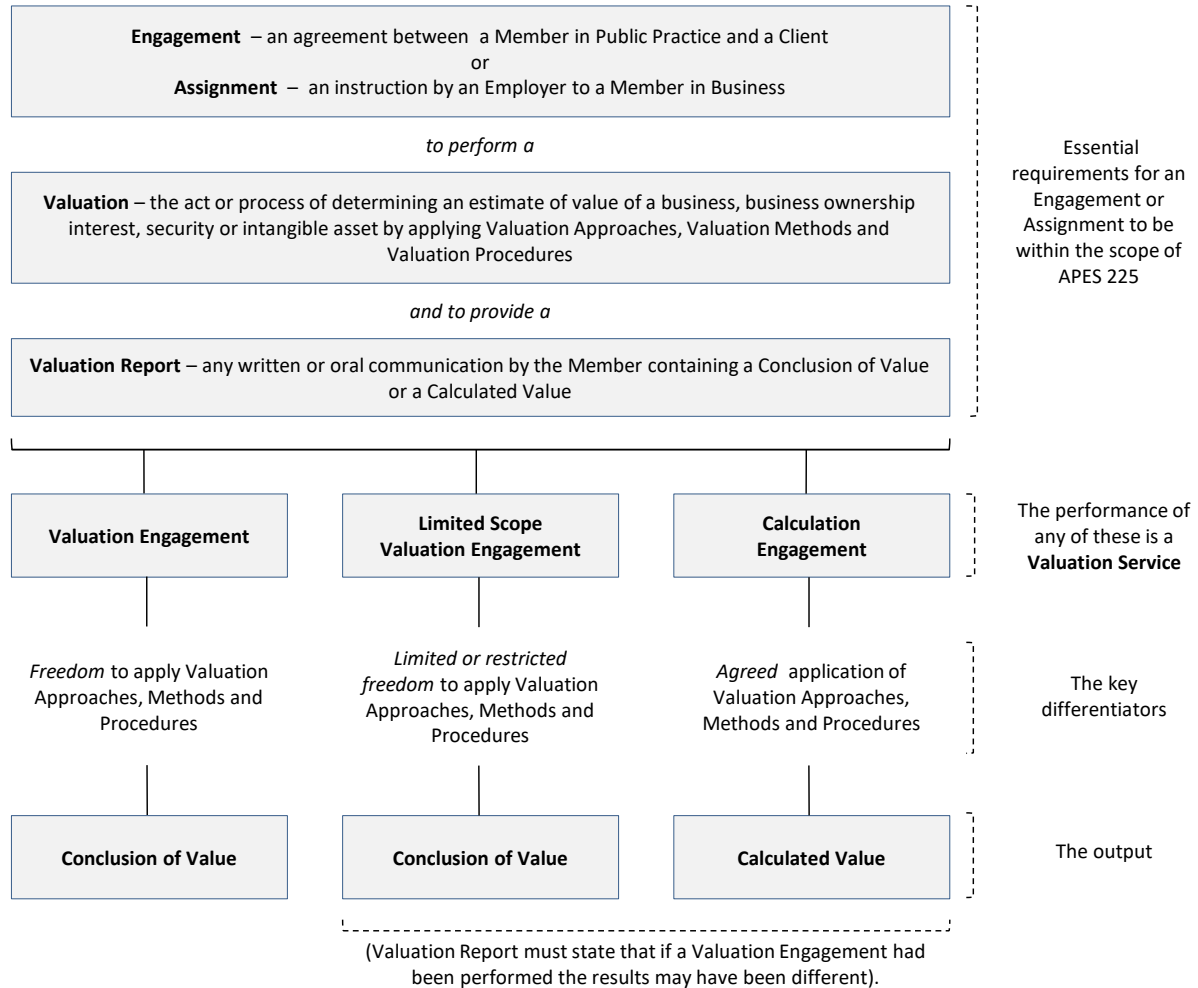 Engagement – an agreement between a Member in Public Practice and a Client
or
Assignment – an instruction by an Employer to a Member in Business
to perform a
Valuation – the act or process of determining an estimate of value of a business, business ownership
interest, security or intangible asset by applying Valuation Approaches, Valuation Methods and
Valuation Procedures
and to provide a
Valuation Report – any written or oral communication by the Member containing a Conclusion of Value
or a Calculated Value
Essential
requirements for an
Engagement or
Assignment to be
within the scope of
APES 225
Valuation Engagement
Limited Scope
Valuation Engagement
Calculation
Engagement
The performance of
any of these is a
Valuation Service
Freedom to apply Valuation
Approaches, Methods and
Procedures
Limited or restricted
freedom to apply Valuation
Approaches, Methods and
Procedures
Agreed application of
Valuation Approaches,
Methods and Procedures
The key
differentiators
Conclusion of Value
Conclusion of Value
Calculated Value
The output
(Valuation Report must state that if a Valuation Engagement had
been performed the results may have been different).